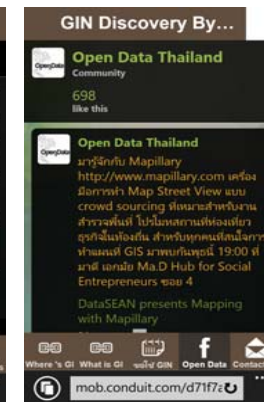 GIN Discovery By...
OpenData
Open Data Thailand
Community
698
like this
OpenData
Open Data Thailand
มารู้จักกับ Mapillary
http://www.mapillary.com เครื่อง
มือการทำ Map Street View แบบ
crowd sourcing ที่เหมาะสำหรับงาน
สำรวจพื้นที่ โปรโมทสถานที่ท่องเที่ยว
ธุรกิจในท้องถิ่น สำหรับทุกคนที่สนใจการ
ทำแผนที่ GIS มาพบกันพุธนี้ 19:00 ที่
มาดี เอกมัย Ma.D Hub for Social
Entrepreneurs ซอย 4
DataSEAN presents Mapping
with Mapillary
Where 's GI What is GI Open Data Contact
mob.conduit.com/d71f7a